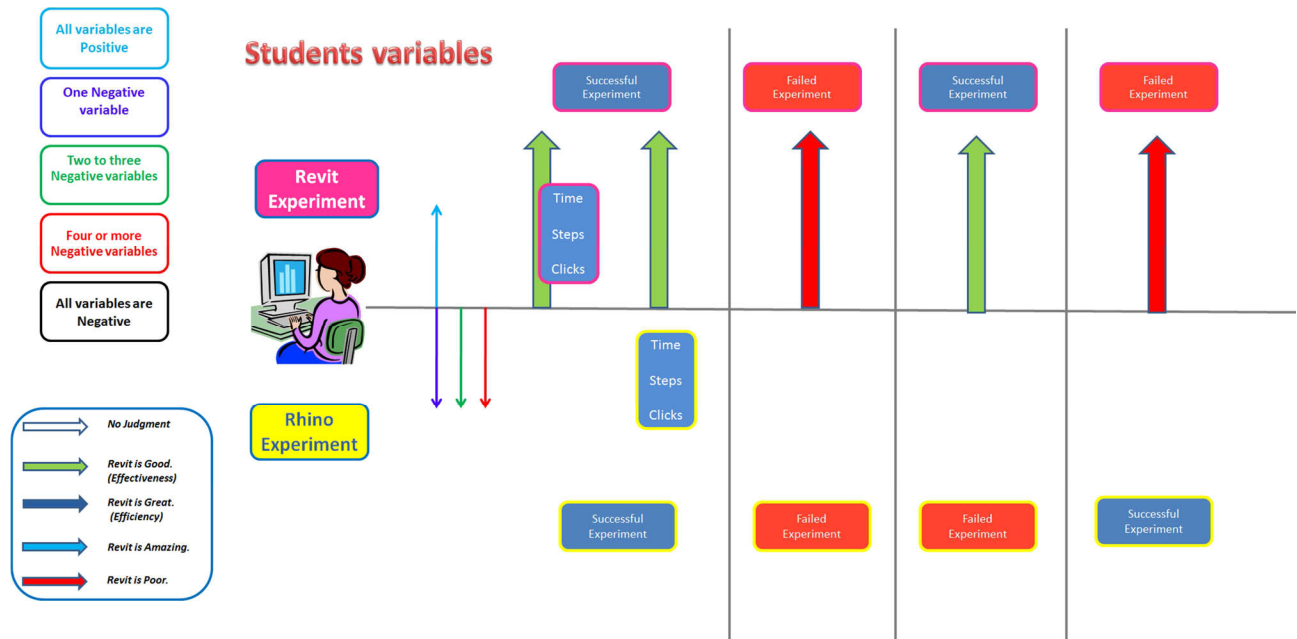 All variables are
Positive
One Negative
variable
Two to three
Negative variables
Four or more
Negative variables
All variables are
Negative
No Judgment
Revit is Good.
(Effectiveness)
Revit is Great.
(Efficiency)
Revit is Amazing.
Revit is Poor.
Students variables
Revit
Experiment
Rhino
Experiment
Successful
Experiment
Failed
Experiment
Successful
Experiment
Failed
Experiment
Time
Steps
Clicks
Time
Steps
Clicks
Successful
Experiment
Failed
Experiment
Failed
Experiment
Successful
Experiment